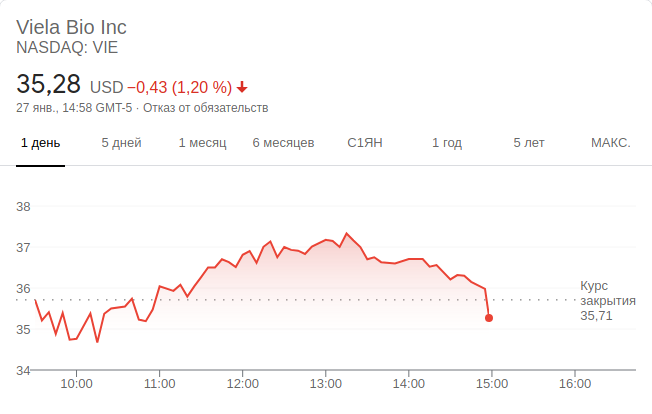 Viela Bio Inc
NASDAQ: VIE
35,28 USD −0,43 (1,20 %)
27 янв., 14:58 GMT-5 · Отказ от обязательств
1 день 5 дней 1 месяц 6 месяцев С1ЯН 1 год 5 лет МАКС.
38
37
36
35
34
Курс
закрытия
35,71
10:00 11:00 12:00 13:00 14:00 15:00 16:00